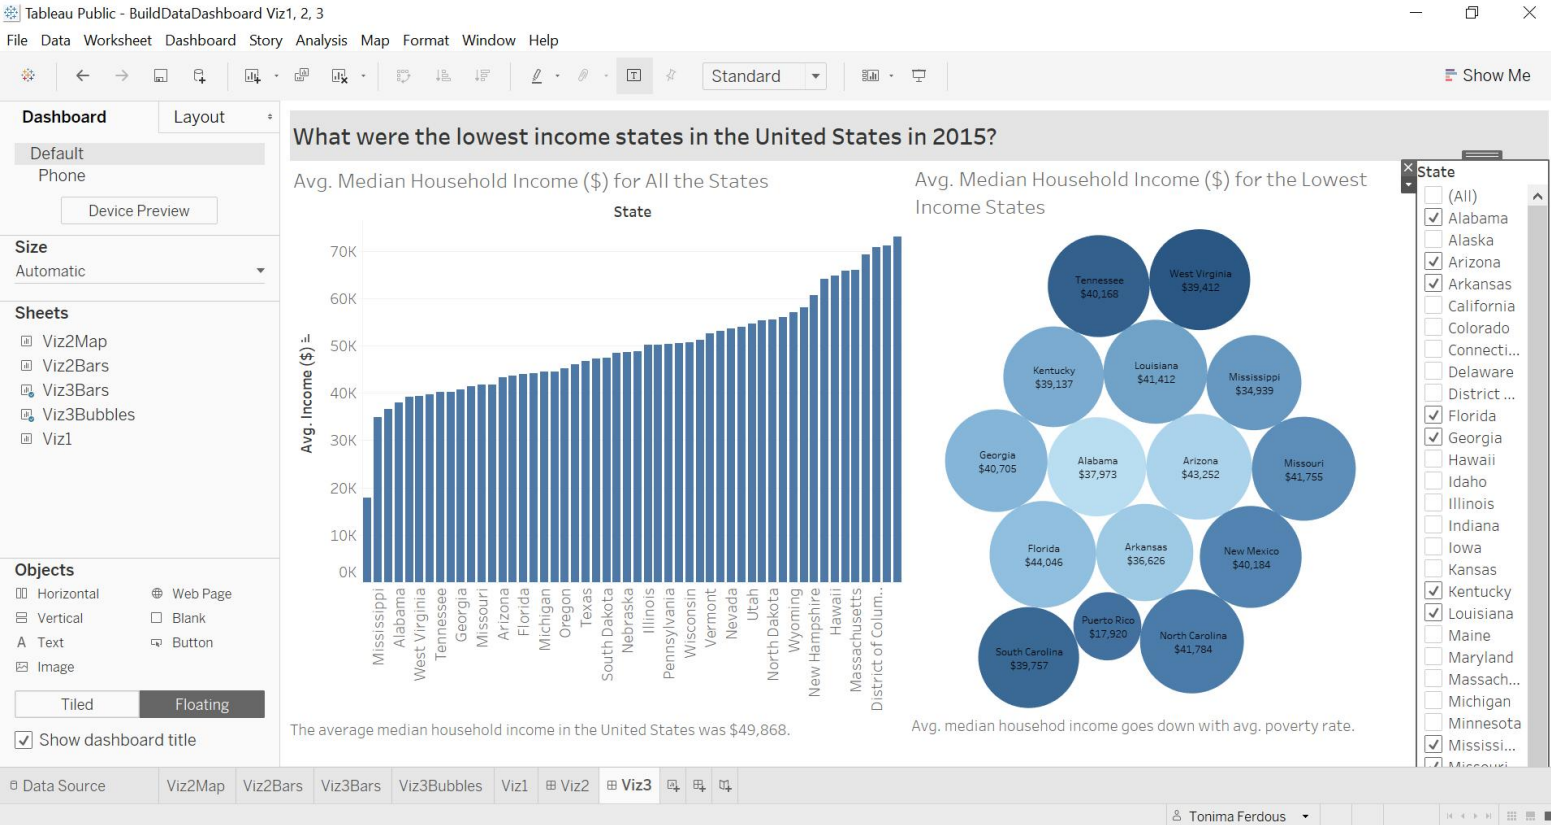 Tableau Public - BuildDataDashboard Viz1, 2, 3
File Data Worksheet Dashboard Story Analysis Map Format Window Help
Standard
Show Me
Dashboard
Layout
Default
Phone
Device Preview
Size
Automatic
Sheets
Viz2Map
Viz2Bars
Viz3Bars
Viz3Bubbles
Viz1
Objects
Horizontal
Web Page
Vertical
Blank
A Text
Button
Image
Tiled
Floating
Show dashboard title
What were the lowest income states in the United States in 2015?
Avg. Median Household Income ($) for All the States
State
Avg. Income ($)
70K
60K
50K
40K
30K
20K
10K
0K
Mississippi
Alabama
West Virginia
Tennessee
Georgia
Missouri
Arizona
Florida
Michigan
Oregon
Texas
South Dakota
Nebraska
Illinois
Pennsylvania
Wisconsin
Vermont
Nevada
Utah
North Dakota
Wyoming
New Hampshire
Hawaii
Massachusetts
District of Colum..
The average median household income in the United States was $49,868.
Avg. Median Household Income ($) for the Lowest
Income States
Tennessee
$40,168
West Virginia
$39,412
Kentucky
$39,137
Louisiana
$41,412
Mississippi
$34,939
Georgia
$40,705
Alabama
$37,973
Arizona
$43,252
Missouri
$41,755
Florida
$44,046
Arkansas
$36,626
New Mexico
$40,184
Puerto Rico
$17,920
South Carolina
$39,757
North Carolina
$41,784
Avg. median househod income goes down with avg. poverty rate.
State
(All)
Alabama
Alaska
Arizona
Arkansas
California
Colorado
Connecti...
Delaware
District ...
Florida
Georgia
Hawaii
Idaho
Illinois
Indiana
Iowa
Kansas
Kentucky
Louisiana
Maine
Maryland
Massach...
Michigan
Minnesota
Mississi...
Missouri
Data Source
Viz2Map
Viz2Bars
Viz3Bars
Viz3Bubbles
Viz1
Viz2
Viz3
Tonima Ferdous